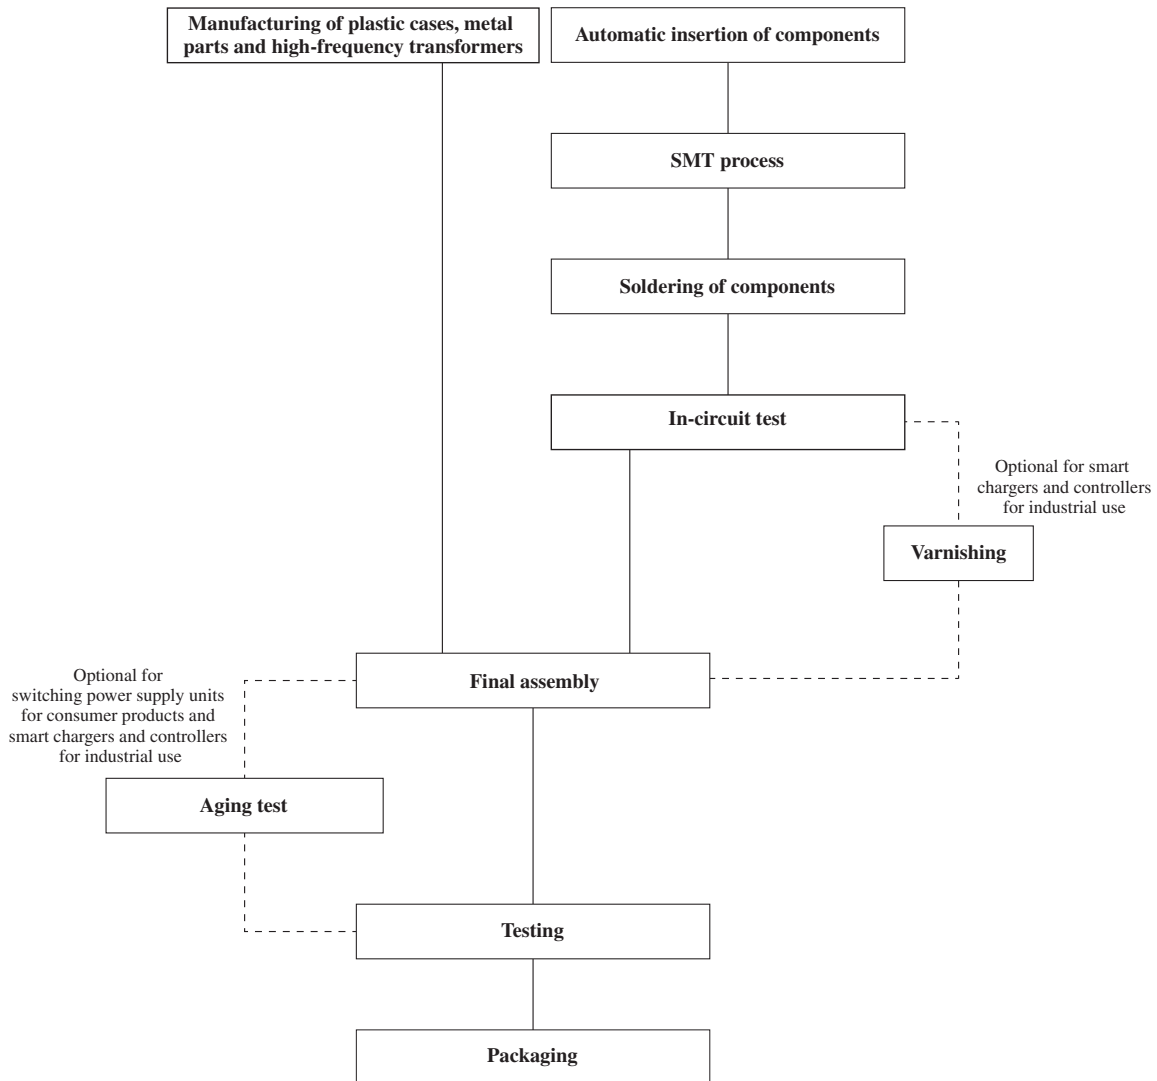 Manufacturing of plastic cases, metal
parts and high-frequency transformers
Automatic insertion of components
SMT process
Soldering of components
In-circuit test
Optional for smart
chargers and controllers
for industrial use
Varnishing
Final assembly
Optional for
switching power supply units
for consumer products and
smart chargers and controllers
for industrial use
Aging test
Testing
Packaging